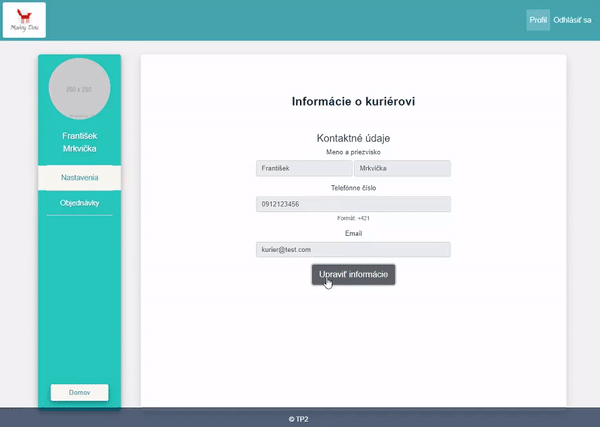 Profil
Odhlásiť sa
250 x 250
František
Mrkvička
Nastavenia
Objednávky
Domov
Informácie o kuriérovi
Kontaktné údaje
Meno a priezvisko
František
Mrkvička
Telefónne číslo
0912123456
Formát: +421
Email
kurier@test.com
Upraviť informácie
© TP2